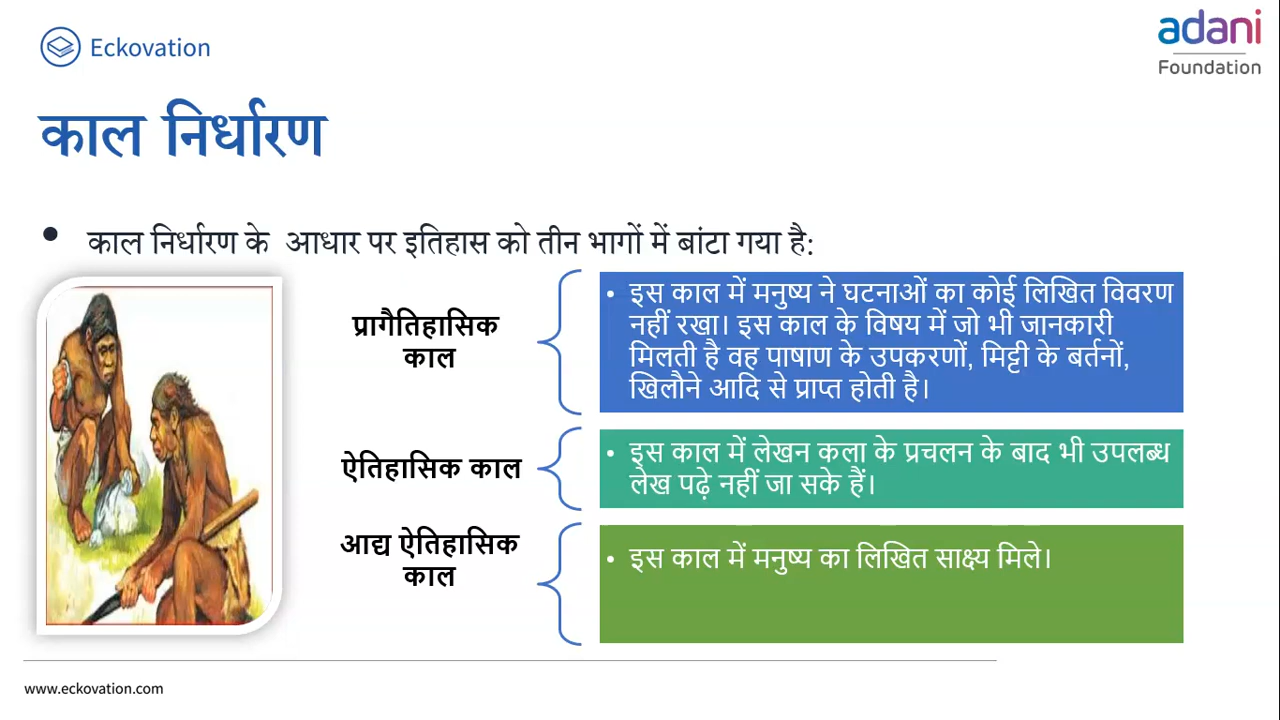 Eckovation
adani
Foundation
काल निर्धारण
• काल निर्धारण के आधार पर इतिहास को तीन भागों में बांटा गया है:
प्रागैतिहासिक
काल
• इस काल में मनुष्य ने घटनाओं का कोई लिखित विवरण
नहीं रखा। इस काल के विषय में जो भी जानकारी
मिलती है वह पाषाण के उपकरणों, मिट्टी के बर्तनों,
खिलौने आदि से प्राप्त होती है।
ऐतिहासिक काल
• इस काल में लेखन कला के प्रचलन के बाद भी उपलब्ध
लेख पढ़े नहीं जा सके हैं।
आद्य ऐतिहासिक
काल
• इस काल में मनुष्य का लिखित साक्ष्य मिले।
www.eckovation.com